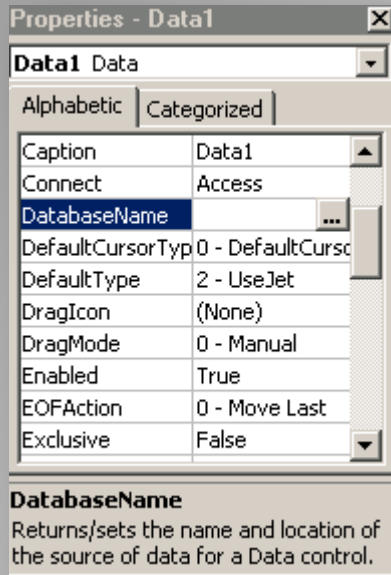 Properties - Data1
Data1 Data
Alphabetic Categorized
Caption Data1
Connect Access
DatabaseName ...
DefaultCursorTyp 0 - DefaultCurso
DefaultType 2 - UseJet
DragIcon (None)
DragMode 0 - Manual
Enabled True
EOFAction 0 - Move Last
Exclusive False
DatabaseName
Returns/sets the name and location of
the source of data for a Data control.